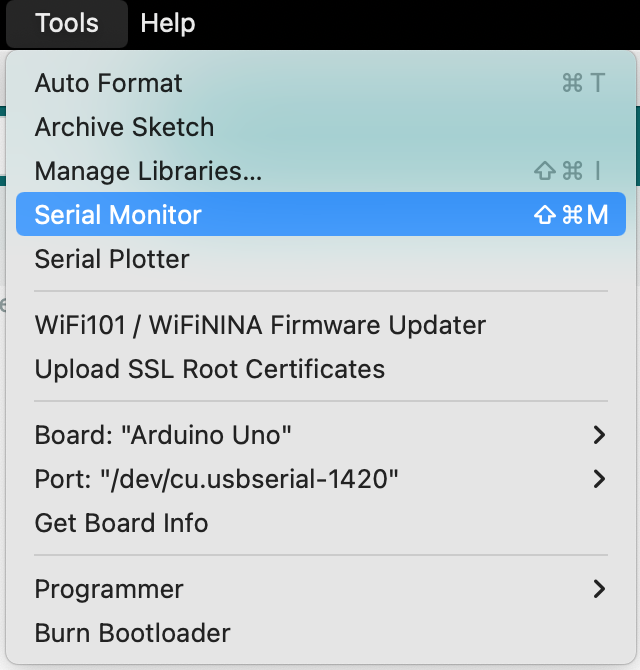 Tools Help
Auto Format ⌘ T
Archive Sketch
Manage Libraries... ⇧ ⌘ I
Serial Monitor ⇧ ⌘ M
Serial Plotter
WiFi101 / WiFiNINA Firmware Updater
Upload SSL Root Certificates
Board: "Arduino Uno"
Port: "/dev/cu.usbserial-1420"
Get Board Info
Programmer
Burn Bootloader